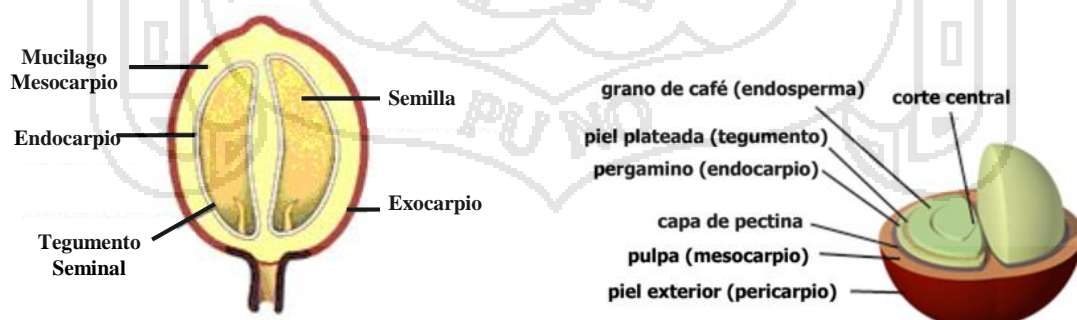 Mucilago
Mesocarpio
Endocarpio
Tegumento
Seminal
Semilla
Exocarpio
PUNO
grano de café (endosperma)
corte central
piel plateada (tegumento)
pergamino (endocarpio)
capa de pectina
pulpa (mesocarpio)
piel exterior (pericarpio)